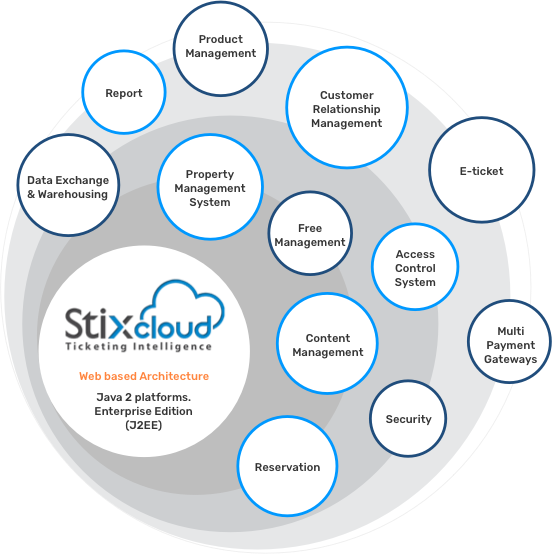 Product
Management
Report
Customer
Relationship
Management
Data Exchange
& Warehousing
Property
Management
System
E-ticket
Free
Management
Access
Control
System
Stixcloud
Ticketing Intelligence
Web based Architecture
Java 2 platforms.
Enterprise Edition
(J2EE)
Content
Management
Multi
Payment
Gateways
Security
Reservation